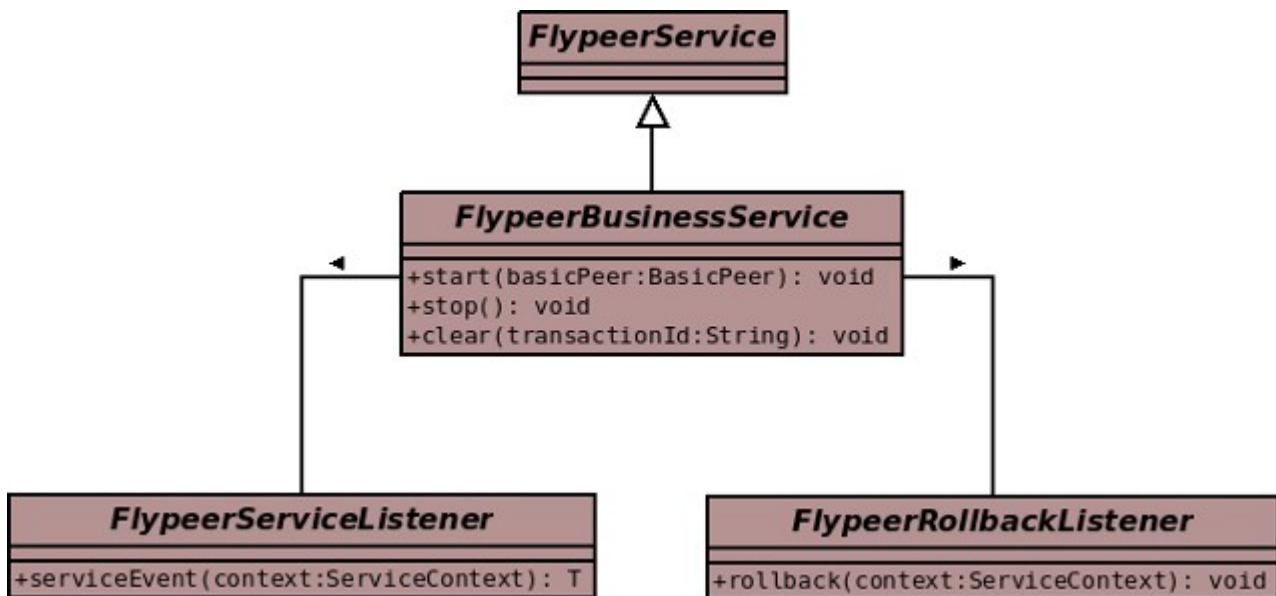 FlypeerService
FlypeerBusinessService
+start(basicPeer:BasicPeer): void
+stop(): void
+clear(transactionId:String): void
FlypeerServiceListener
+serviceEvent(context:ServiceContext): T
FlypeerRollbackListener
+rollback(context:ServiceContext): void